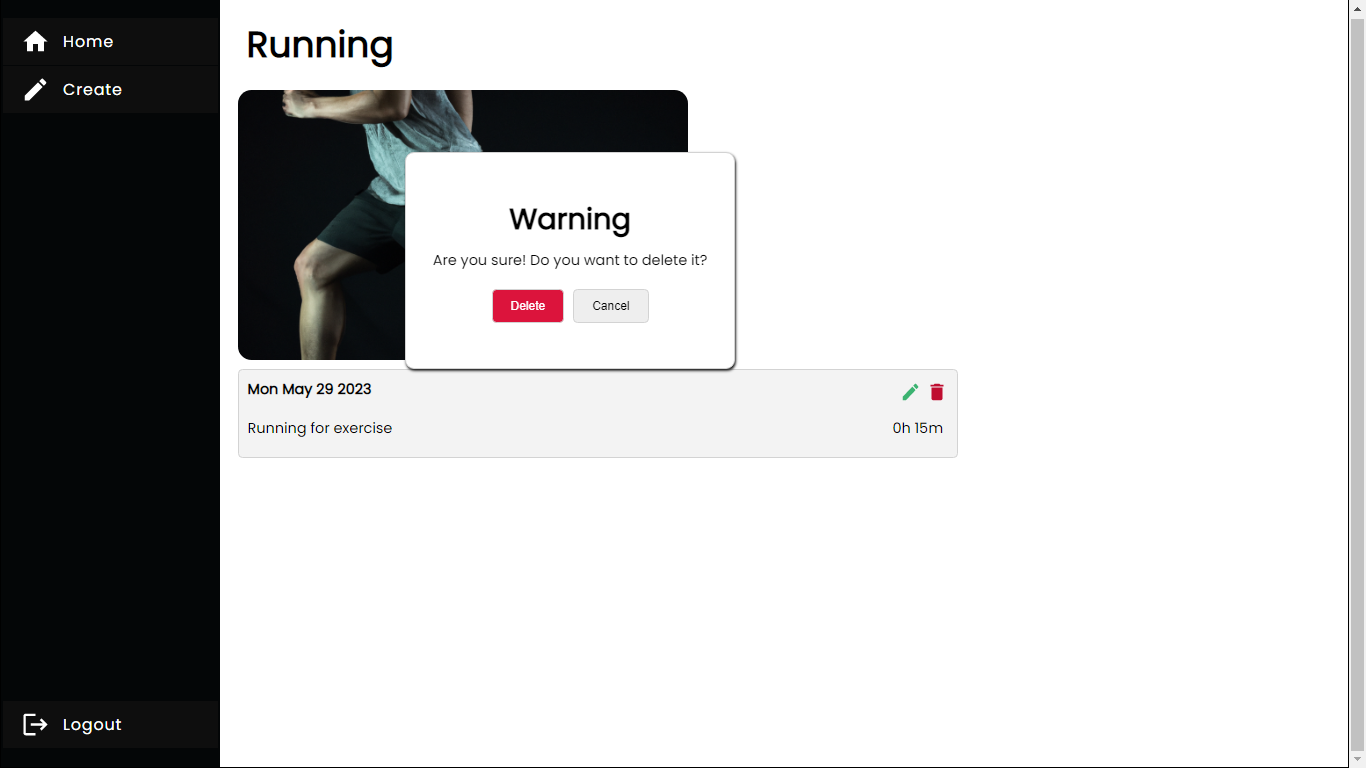 Home
Create
Running
Warning
Are you sure! Do you want to delete it?
Delete
Cancel
Mon May 29 2023
Running for exercise
0h 15m
Logout